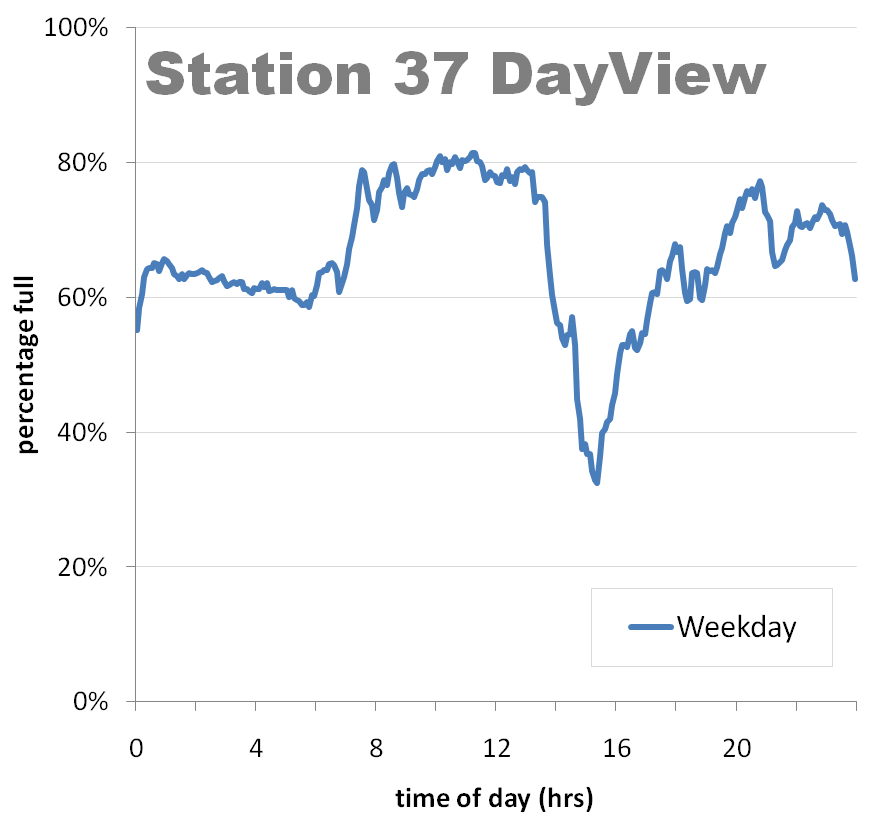 Station 37 DayView
100%
80%
60%
40%
20%
0%
percentage full
Weekday
0 4 8 12 16 20
time of day (hrs)